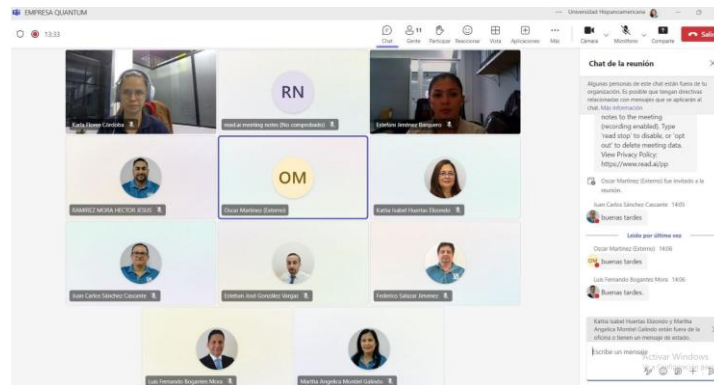 EMPRESA QUANTUM
Universidad Hispanoamericana
13:33
11
Chat
Gente
Participar
Reaccionar
Vista
Aplicaciones
Más
Cámara
Micrófono
Compartir
Salir
Karla Flores Córdoba
RN
read.ai meeting notes (No comprobado)
Estefani Jiménez Barquero
RAMIREZ MORA HECTOR JESUS
OM
Oscar Martinez (Externo)
Kattia Isabel Huertas Elizondo
Juan Carlos Sánchez Cascante
Esteban José González Vargas
Federico Salazar Jimenez
Luis Fernando Bogantes Mora
Martha Angelica Montiel Galindo
Chat de la reunión
Algunas personas de este chat están fuera de tu
organización. Es posible que tengan directivas
relacionadas con mensajes que se aplicarán al
chat. Más información
notes to the meeting
(recording enabled). Type
'read stop' to disable, or 'opt
out' to delete meeting data.
View Privacy Policy:
https://www.read.ai/pp
Oscar Martinez (Externo) fue invitado a la
reunión.
Juan Carlos Sánchez Cascante 14:05
buenas tardes
Leído por última vez
Oscar Martinez (Externo) 14:06
OM
buenas tardes
Luis Fernando Bogantes Mora 14:06
Buenas tardes.
Kattia Isabel Huertas Elizondo y Martha
Angelica Montiel Galindo están fuera de la
oficina o tienen un mensaje de estado.
Escribe un mensaje
Activar Windows